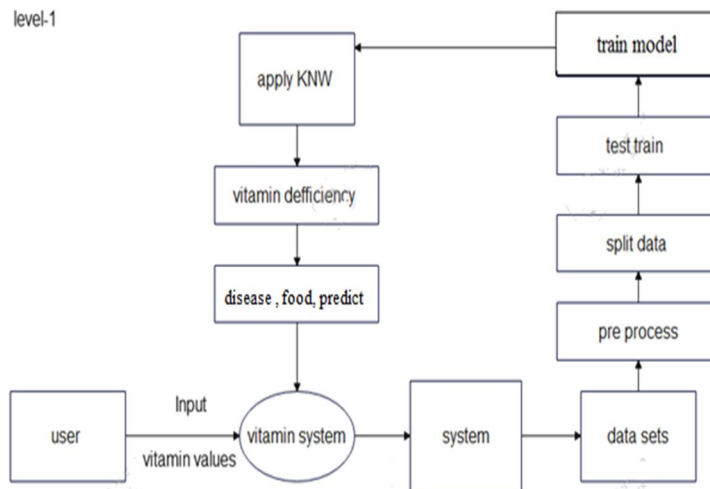 level-1
train model
apply KNW
test train
vitamin defficiency
split data
disease , food, predict
pre process
Input
user
vitamin system
system
data sets
vitamin values